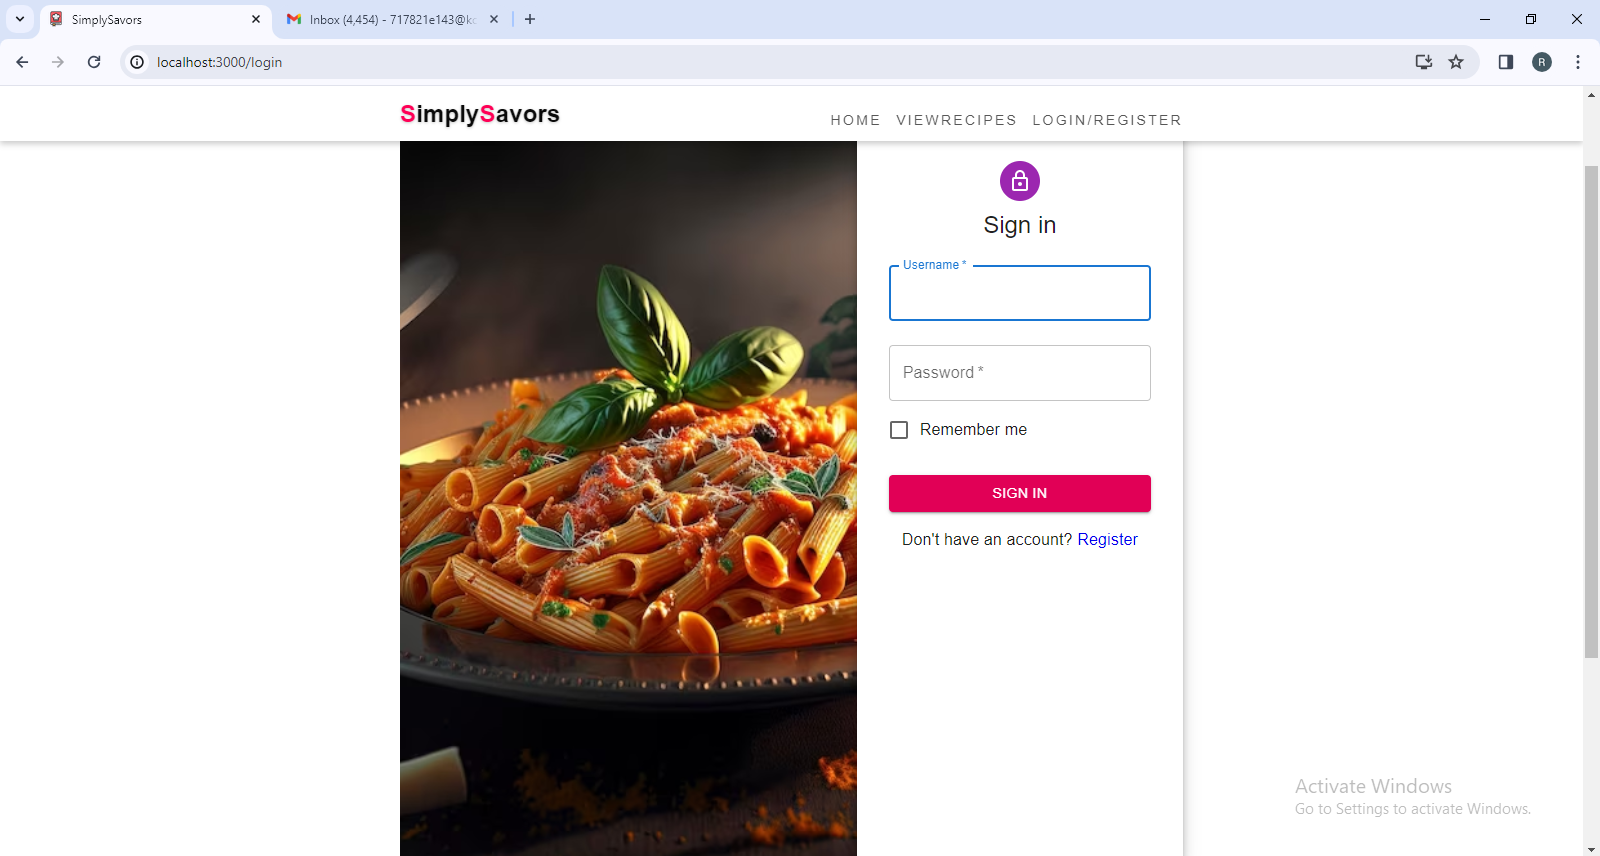 SimplySavors
Inbox (4,454) - 717821e143@
localhost:3000/login
R
SimplySavors
HOME VIEWRECIPES LOGIN/REGISTER
Sign in
Username *
Password *
Remember me
SIGN IN
Don't have an account? Register
Activate Windows
Go to Settings to activate Windows.